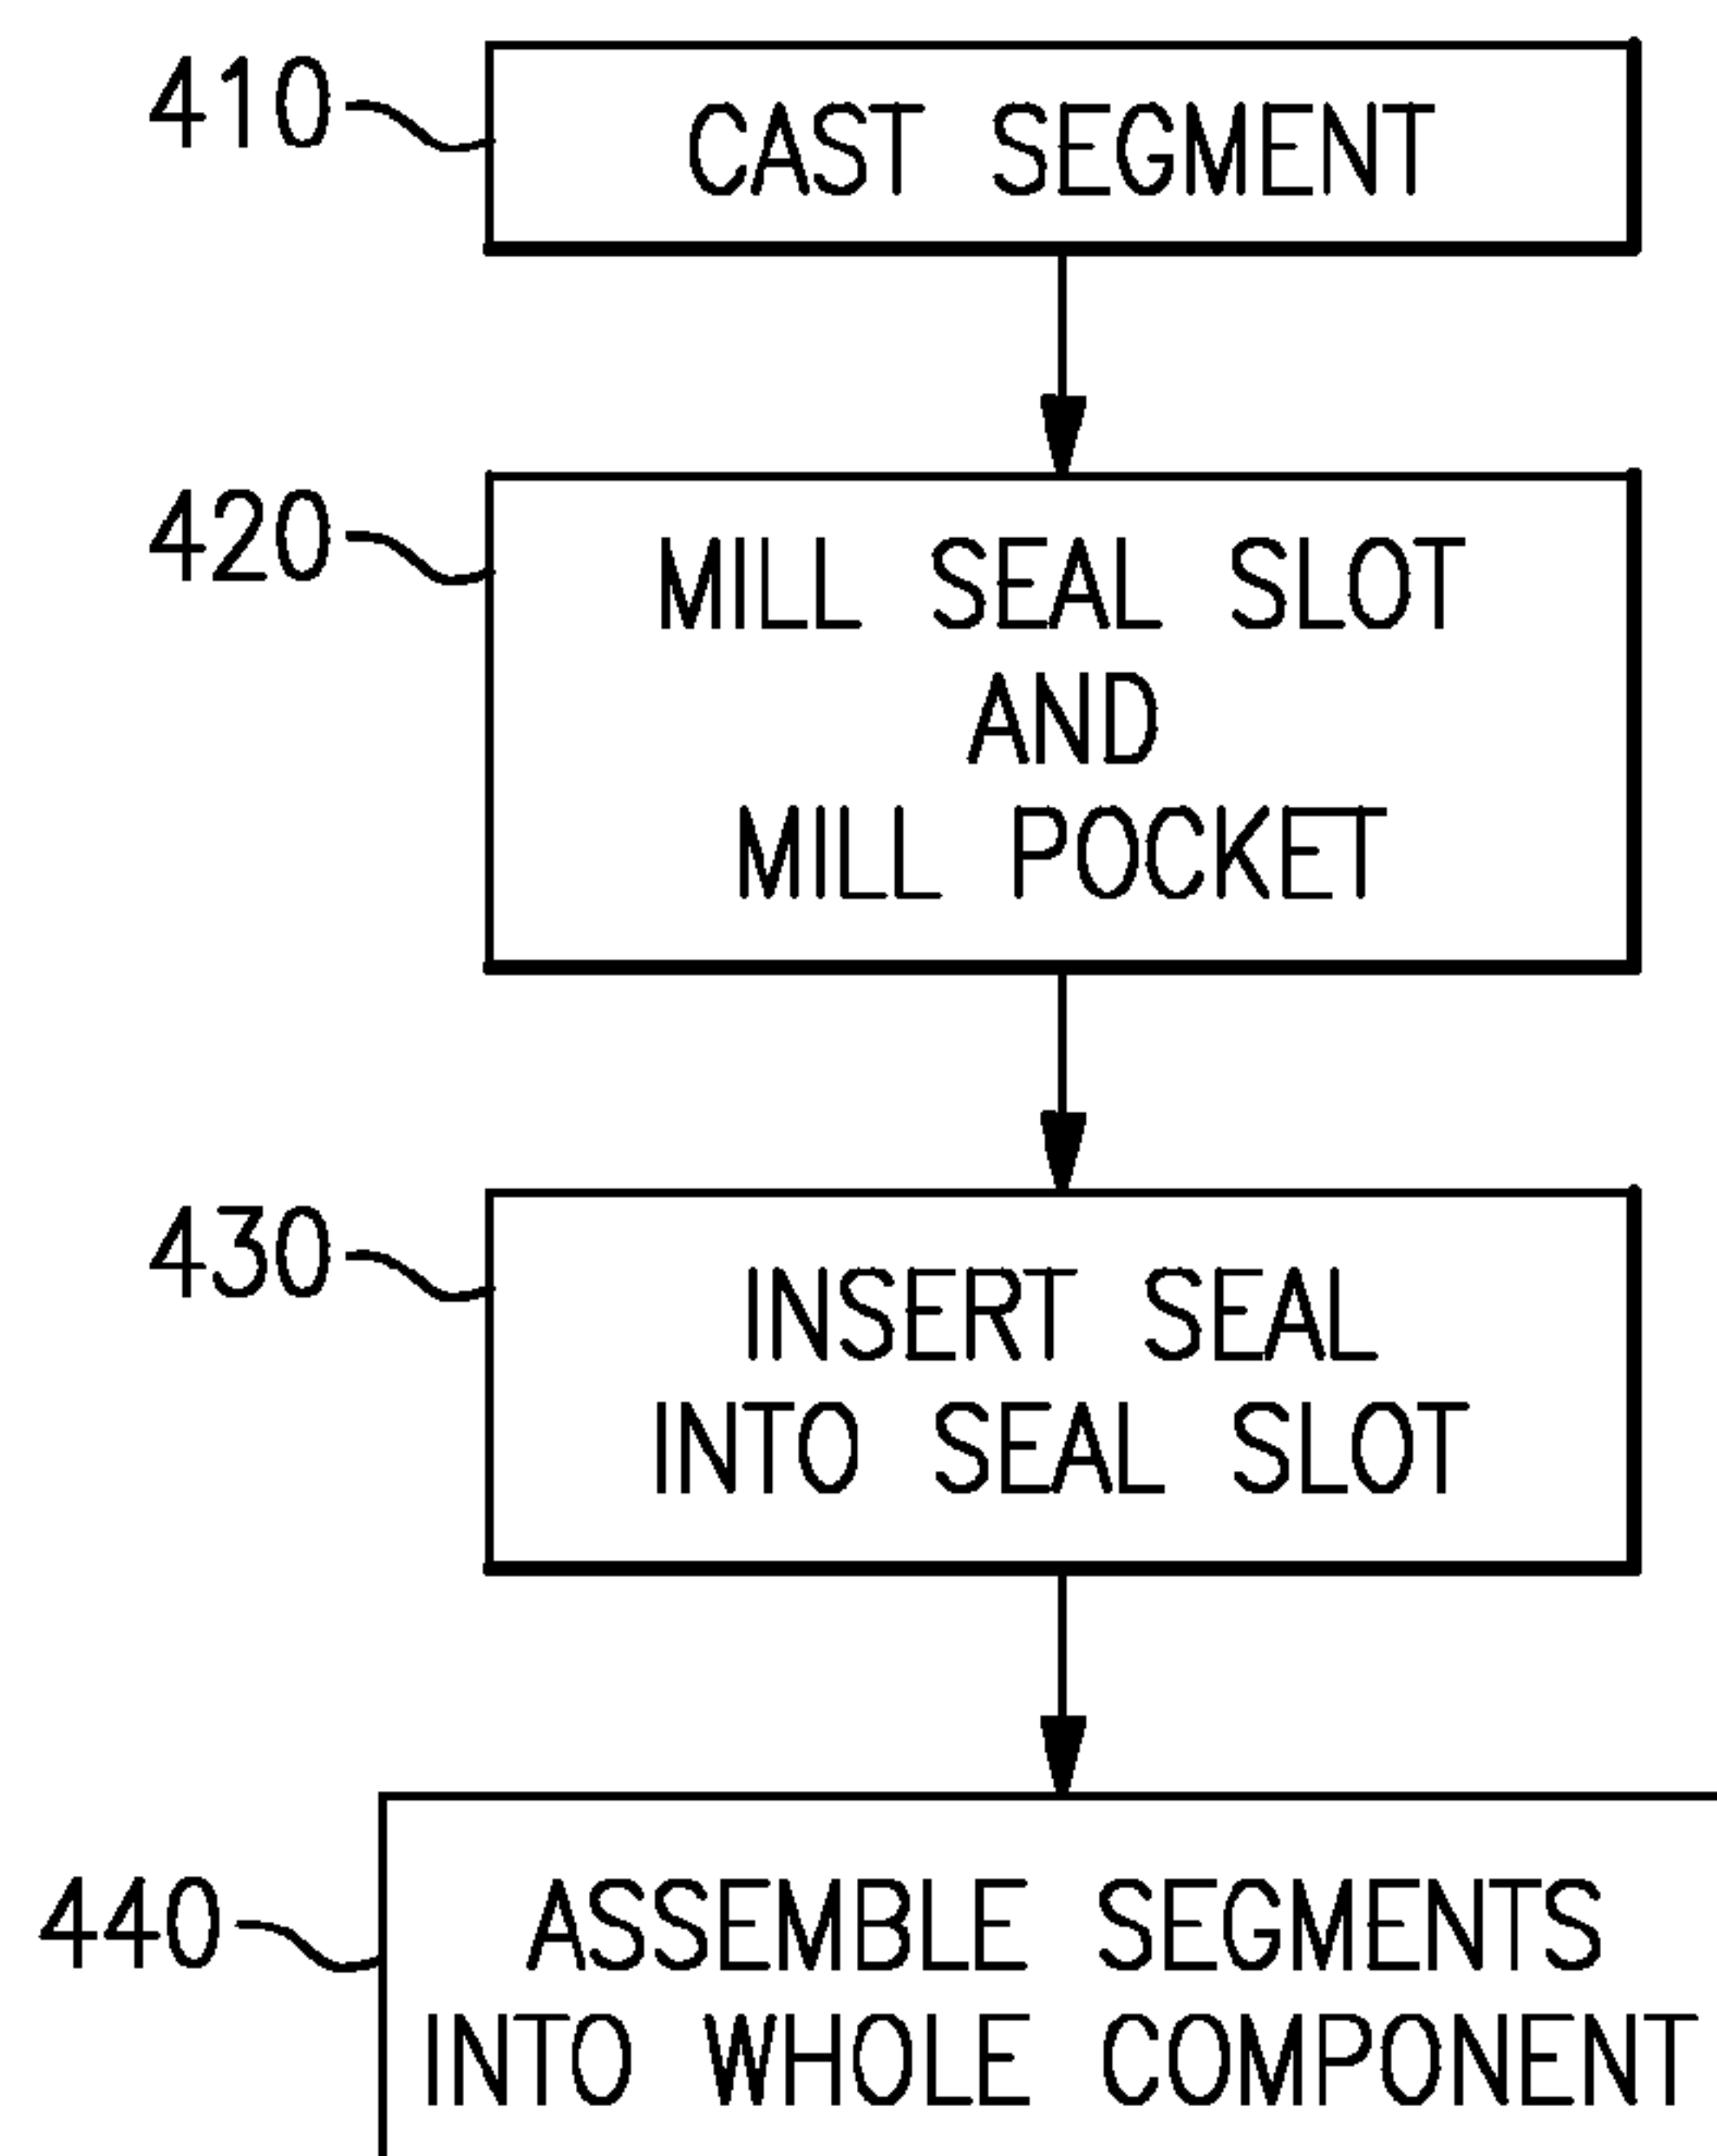 410
CAST SEGMENT
420
MILL SEAL SLOT
AND
MILL POCKET
430
INSERT SEAL
INTO SEAL SLOT
440
ASSEMBLE SEGMENTS
INTO WHOLE COMPONENT